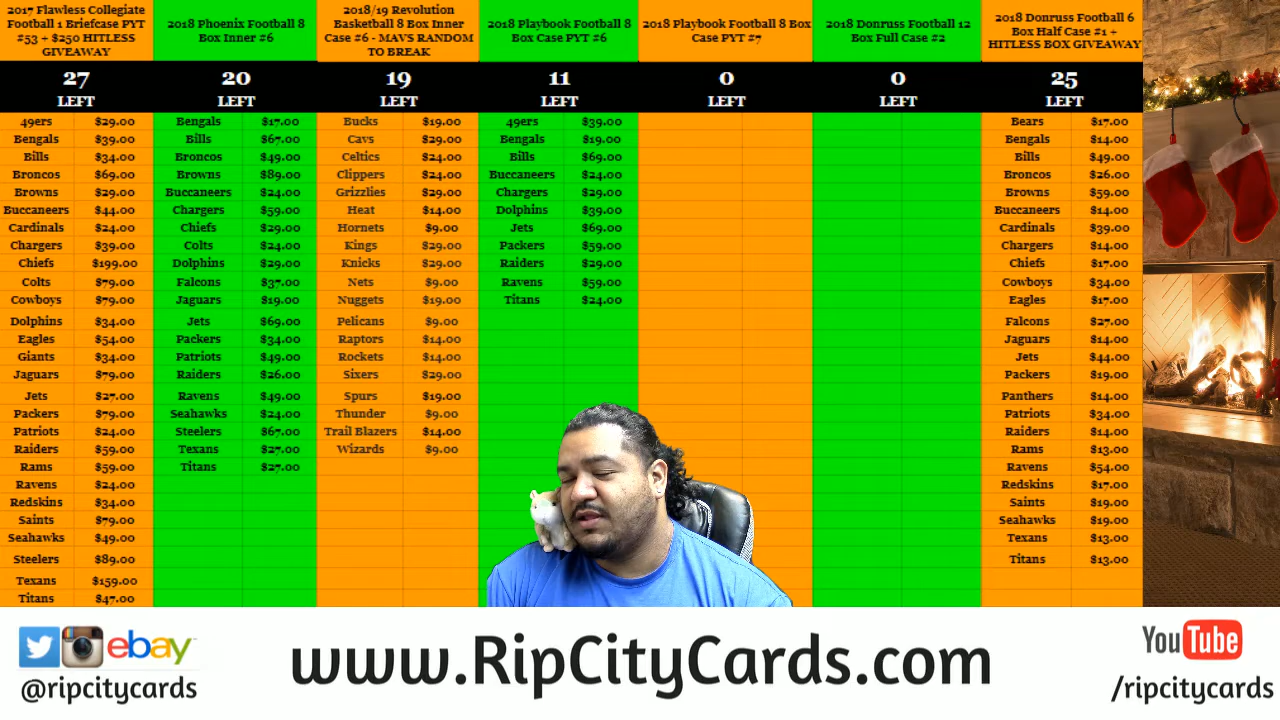 2017 Flawless Collegiate
Football 1 Briefcase PYT
#53 + $250 HITLESS
GIVEAWAY
27
LEFT
49ers $29.00
Bengals $39.00
Bills $34.00
Broncos $69.00
Browns $29.00
Buccaneers $44.00
Cardinals $24.00
Chargers $39.00
Chiefs $199.00
Colts $79.00
Cowboys $79.00
Dolphins $34.00
Eagles $54.00
Giants $34.00
Jaguars $79.00
Jets $27.00
Packers $79.00
Patriots $24.00
Raiders $59.00
Rams $59.00
Ravens $24.00
Redskins $34.00
Saints $79.00
Seahawks $49.00
Steelers $89.00
Texans $159.00
Titans $47.00
2018 Phoenix Football 8
Box Inner #6
20
LEFT
Bengals $17.00
Bills $67.00
Broncos $49.00
Browns $89.00
Buccaneers $24.00
Chargers $59.00
Chiefs $29.00
Colts $24.00
Dolphins $29.00
Falcons $37.00
Jaguars $19.00
Jets $69.00
Packers $34.00
Patriots $49.00
Raiders $26.00
Ravens $49.00
Seahawks $24.00
Steelers $67.00
Texans $27.00
Titans $27.00
2018/19 Revolution
Basketball 8 Box Inner
Case #6 - MAVS RANDOM
TO BREAK
19
LEFT
Bucks $19.00
Cavs $29.00
Celtics $24.00
Clippers $24.00
Grizzlies $29.00
Heat $14.00
Hornets $9.00
Kings $29.00
Knicks $29.00
Nets $9.00
Nuggets $19.00
Pelicans $9.00
Raptors $14.00
Rockets $14.00
Sixers $29.00
Spurs $19.00
Thunder $9.00
Trail Blazers $14.00
Wizards $9.00
2018 Playbook Football 8
Box Case PYT #6
11
LEFT
49ers $39.00
Bengals $19.00
Bills $69.00
Buccaneers $24.00
Chargers $29.00
Dolphins $39.00
Jets $69.00
Packers $59.00
Raiders $29.00
Ravens $59.00
Titans $24.00
2018 Playbook Football 8 Box
Case PYT #7
0
LEFT
2018 Donruss Football 12
Box Full Case #2
0
LEFT
2018 Donruss Football 6
Box Half Case #1 +
HITLESS BOX GIVEAWAY
25
LEFT
Bears $17.00
Bengals $14.00
Bills $49.00
Broncos $26.00
Browns $59.00
Buccaneers $14.00
Cardinals $39.00
Chargers $14.00
Chiefs $17.00
Cowboys $34.00
Eagles $17.00
Falcons $27.00
Jaguars $14.00
Jets $44.00
Packers $19.00
Panthers $14.00
Patriots $34.00
Raiders $14.00
Rams $13.00
Ravens $54.00
Redskins $17.00
Saints $19.00
Seahawks $19.00
Texans $13.00
Titans $13.00
ebay
@ripcitycards
www.RipCityCards.com
YouTube
/ripcitycards